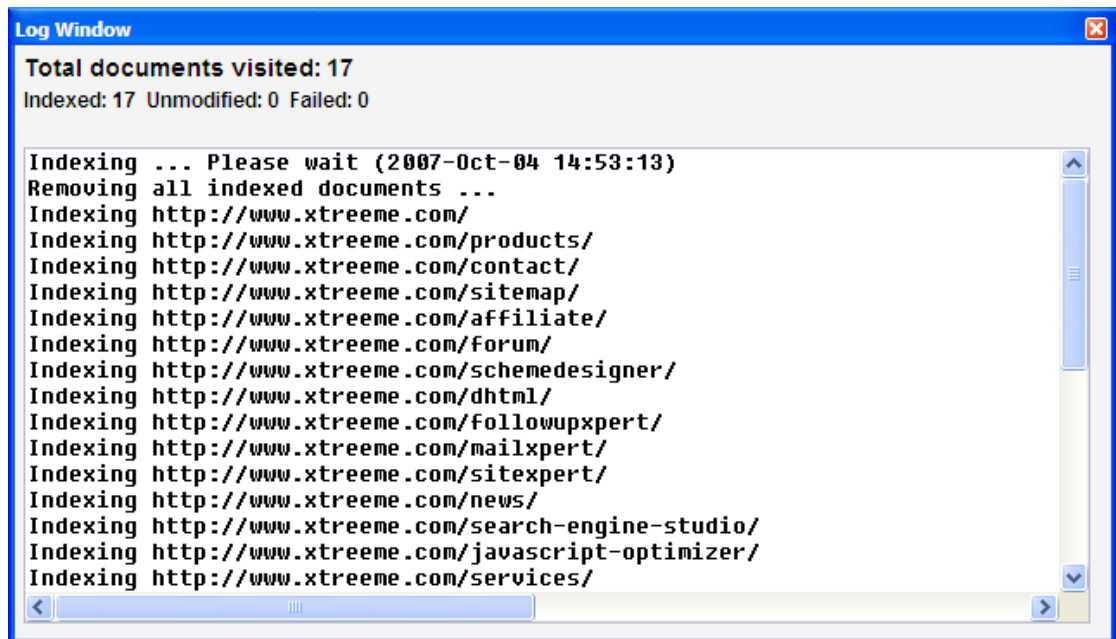 Log Window
Total documents visited: 17
Indexed: 17 Unmodified: 0 Failed: 0
Indexing ... Please wait (2007-Oct-04 14:53:13)
Removing all indexed documents ...
Indexing http://www.xtreeme.com/
Indexing http://www.xtreeme.com/products/
Indexing http://www.xtreeme.com/contact/
Indexing http://www.xtreeme.com/sitemap/
Indexing http://www.xtreeme.com/affiliate/
Indexing http://www.xtreeme.com/forum/
Indexing http://www.xtreeme.com/schemedesigner/
Indexing http://www.xtreeme.com/dhtml/
Indexing http://www.xtreeme.com/followupxpert/
Indexing http://www.xtreeme.com/mailxpert/
Indexing http://www.xtreeme.com/sitexpert/
Indexing http://www.xtreeme.com/news/
Indexing http://www.xtreeme.com/search-engine-studio/
Indexing http://www.xtreeme.com/javascript-optimizer/
Indexing http://www.xtreeme.com/services/